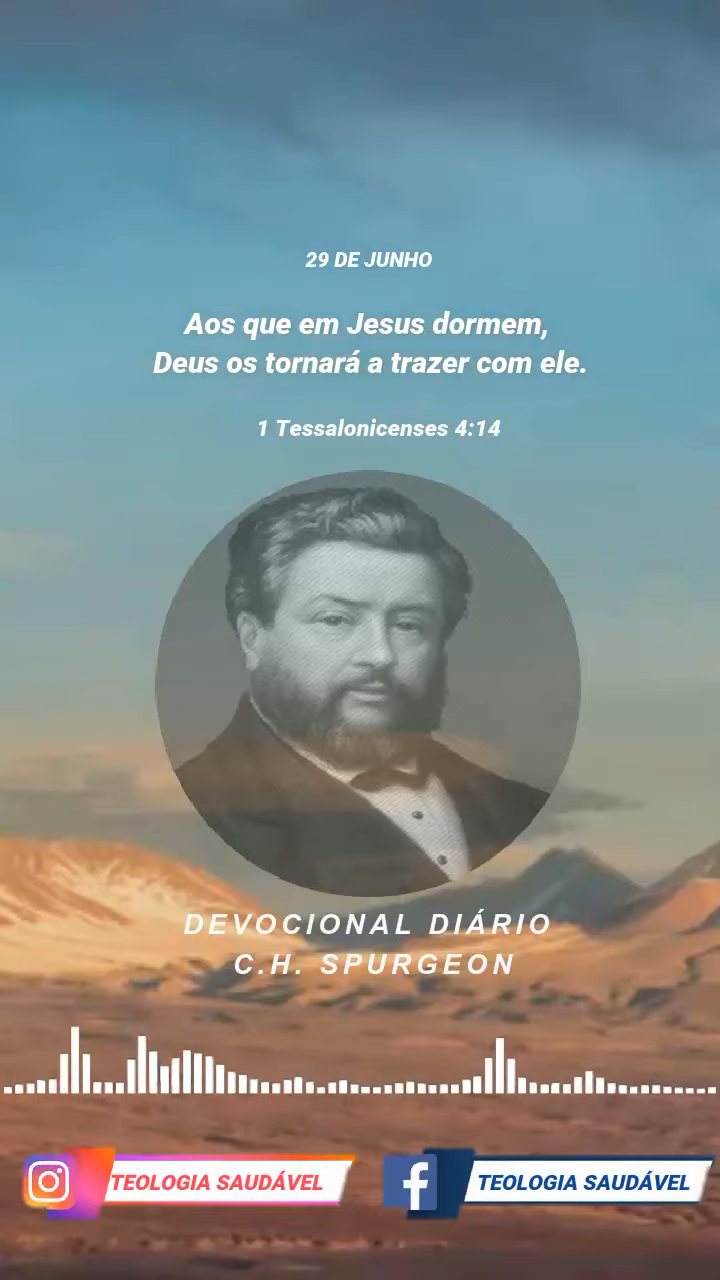 29 DE JUNHO
Aos que em Jesus dormem,
Deus os tornará a trazer com ele.
1 Tessalonicenses 4:14
DEVOCIONAL DIÁRIO
C.H. SPURGEON
TEOLOGIA SAUDÁVEL
TEOLOGIA SAUDÁVEL